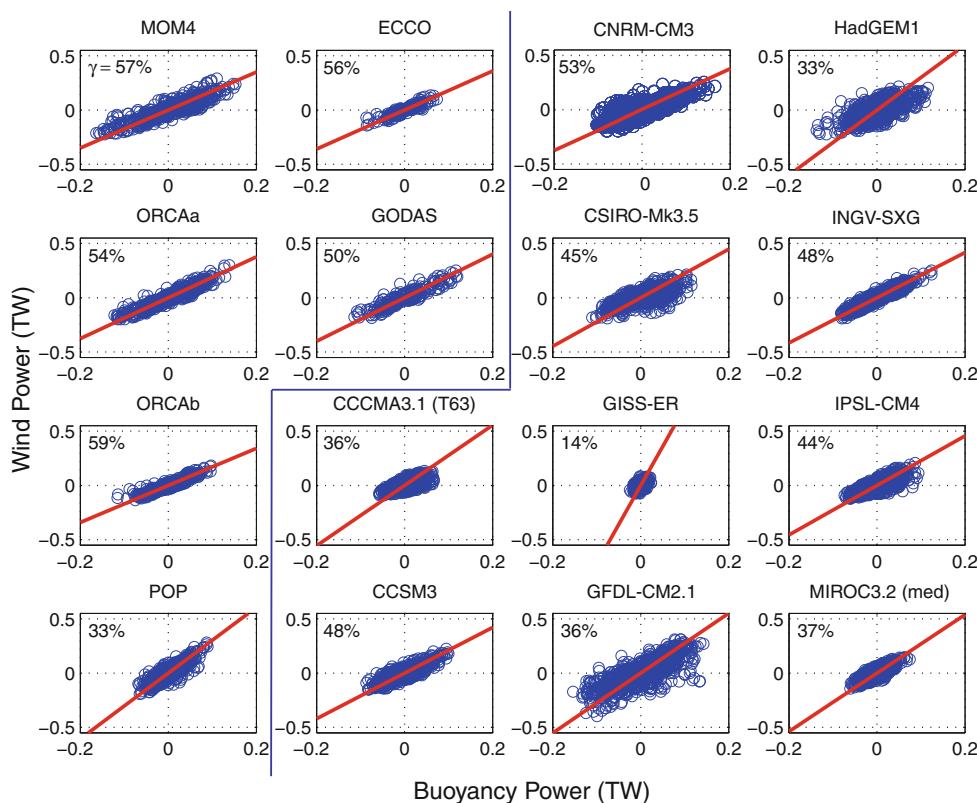 MOM4 ECCO CNRM-CM3 HadGEM1
0.5 0.5 0.5 0.5
γ = 57% 56% 53% 33%
0 0 0 0
−0.5 −0.5 −0.5 −0.5
−0.2 0 0.2 −0.2 0 0.2 −0.2 0 0.2 −0.2 0 0.2
ORCAa GODAS CSIRO-Mk3.5 INGV-SXG
0.5 0.5 0.5 0.5
54% 50% 45% 48%
0 0 0 0
−0.5 −0.5 −0.5 −0.5
−0.2 0 0.2 −0.2 0 0.2 −0.2 0 0.2 −0.2 0 0.2
Wind Power (TW)
ORCAb CCCMA3.1 (T63) GISS-ER IPSL-CM4
0.5 0.5 0.5 0.5
59% 36% 14% 44%
0 0 0 0
−0.5 −0.5 −0.5 −0.5
−0.2 0 0.2 −0.2 0 0.2 −0.2 0 0.2 −0.2 0 0.2
POP CCSM3 GFDL-CM2.1 MIROC3.2 (med)
0.5 0.5 0.5 0.5
33% 48% 36% 37%
0 0 0 0
−0.5 −0.5 −0.5 −0.5
−0.2 0 0.2 −0.2 0 0.2 −0.2 0 0.2 −0.2 0 0.2
Buoyancy Power (TW)